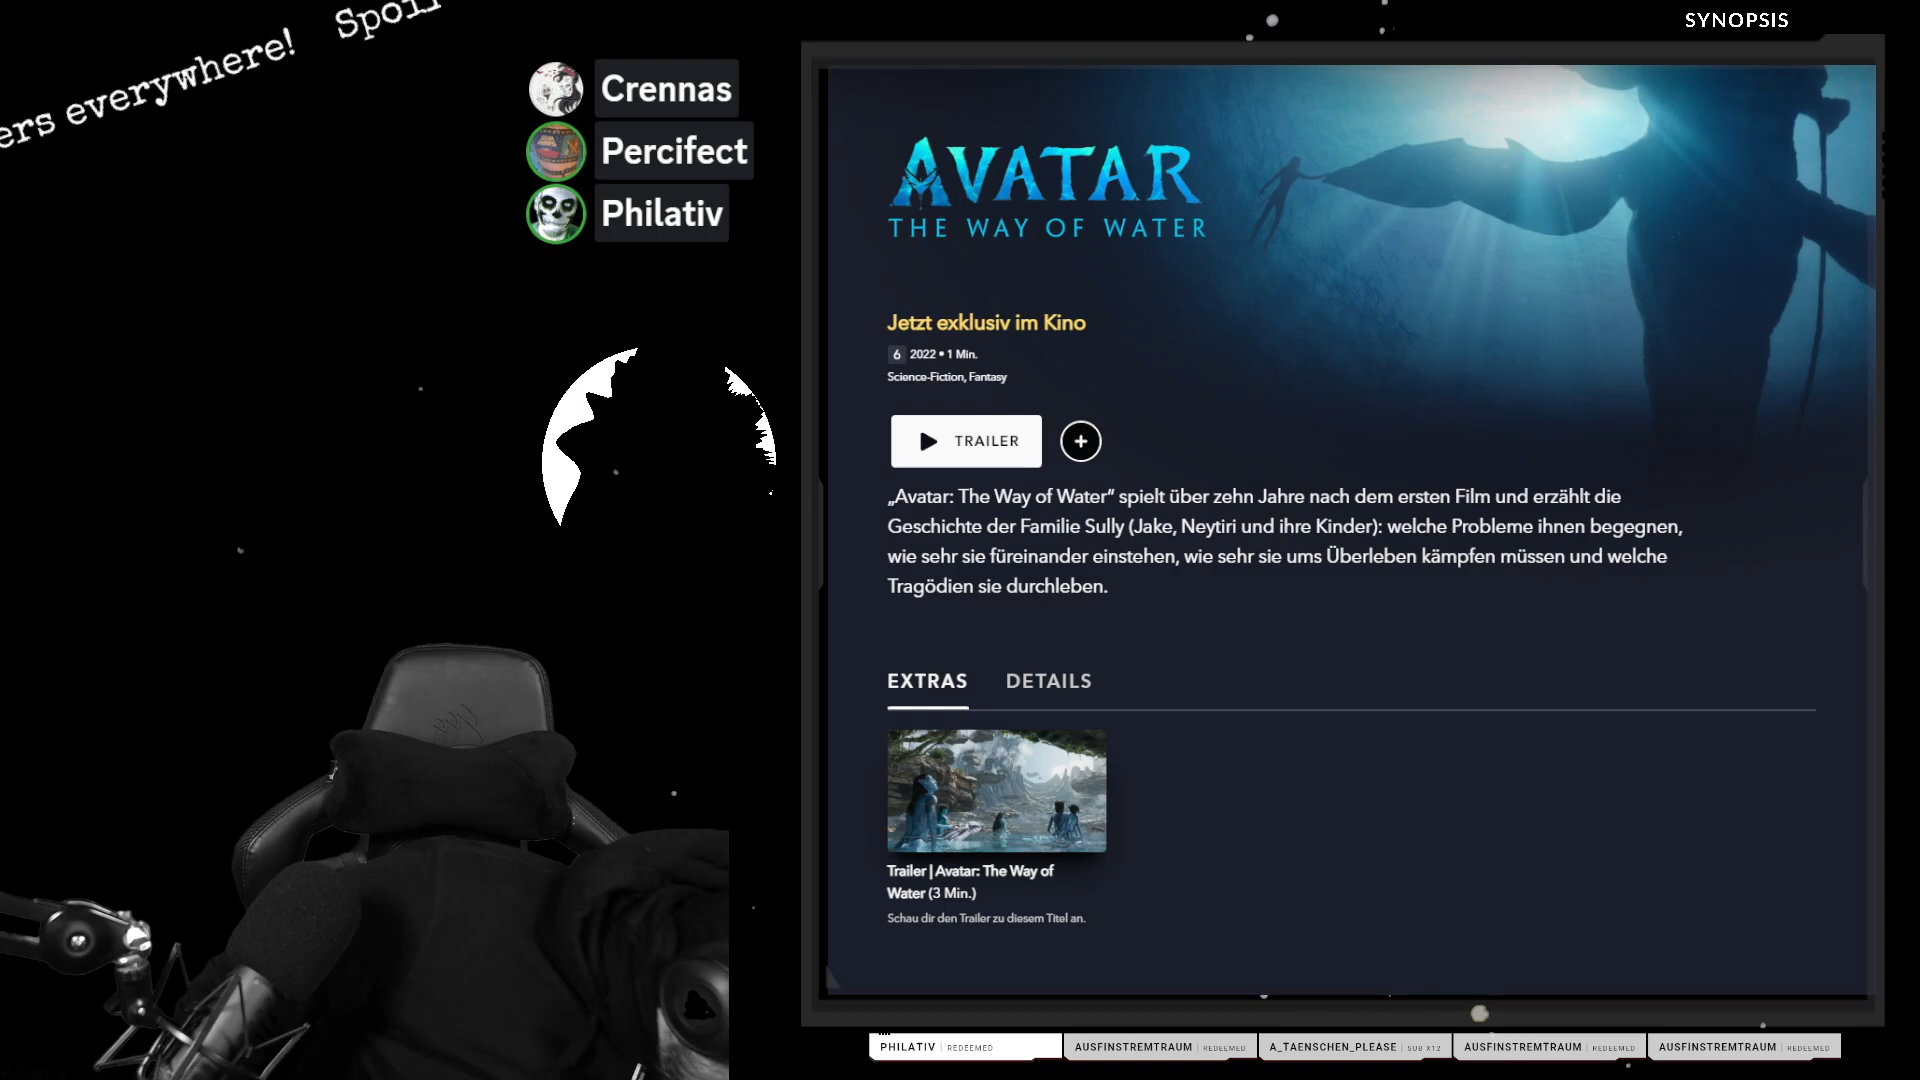 SYNOPSIS
ers everywhere! Spoil
Crennas
Percifect
Philativ
AVATAR
THE WAY OF WATER
Jetzt exklusiv im Kino
6 2022 • 1 Min.
Science-Fiction, Fantasy
TRAILER
„Avatar: The Way of Water“ spielt über zehn Jahre nach dem ersten Film und erzählt die
Geschichte der Familie Sully (Jake, Neytiri und ihre Kinder): welche Probleme ihnen begegnen,
wie sehr sie füreinander einstehen, wie sehr sie ums Überleben kämpfen müssen und welche
Tragödien sie durchleben.
EXTRAS DETAILS
Trailer | Avatar: The Way of
Water (3 Min.)
Schau dir den Trailer zu diesem Titel an.
PHILATIV | REDEEMED AUSFINSTREMTRAUM | REDEEMED A_TAENSCHEN_PLEASE | SUB X12 AUSFINSTREMTRAUM | REDEEMED AUSFINSTREMTRAUM | REDEEMED